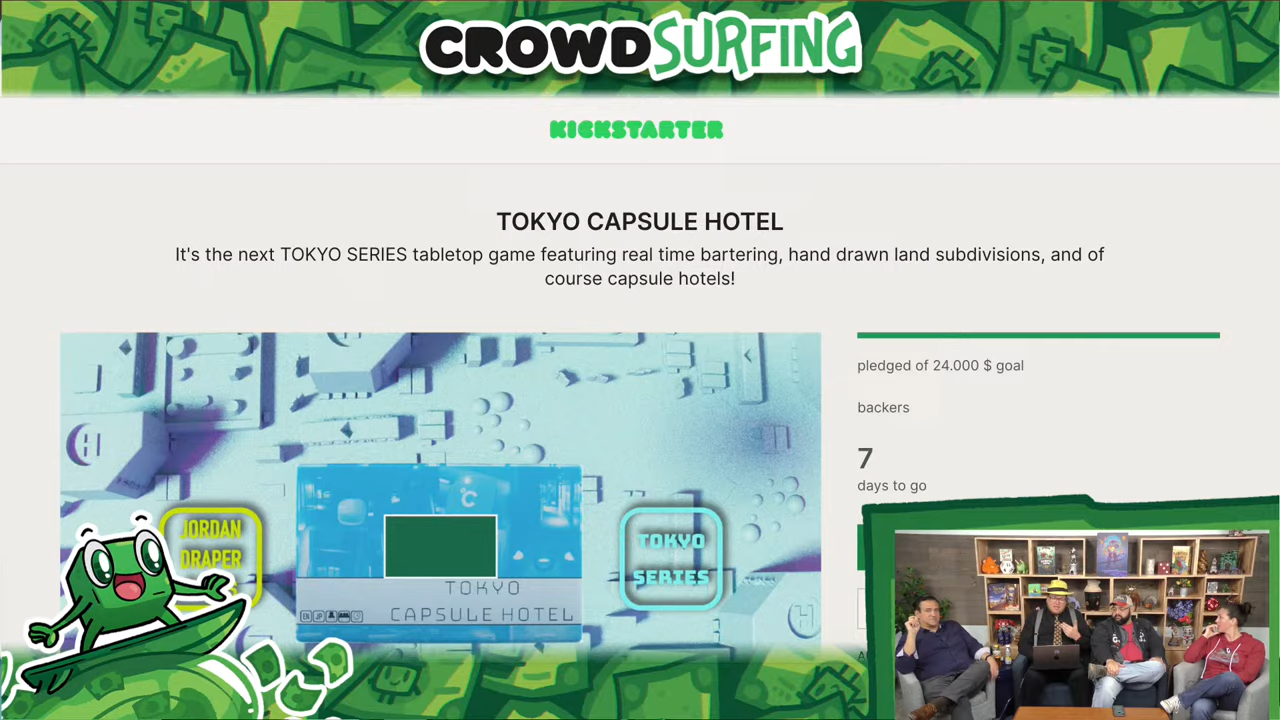 CROWDSURFING
KICKSTARTER
TOKYO CAPSULE HOTEL
It's the next TOKYO SERIES tabletop game featuring real time bartering, hand drawn land subdivisions, and of
course capsule hotels!
pledged of 24.000 $ goal
backers
7
days to go
JORDAN
DRAPER
TOKYO
SERIES
°C
TOKYO
CAPSULE HOTEL